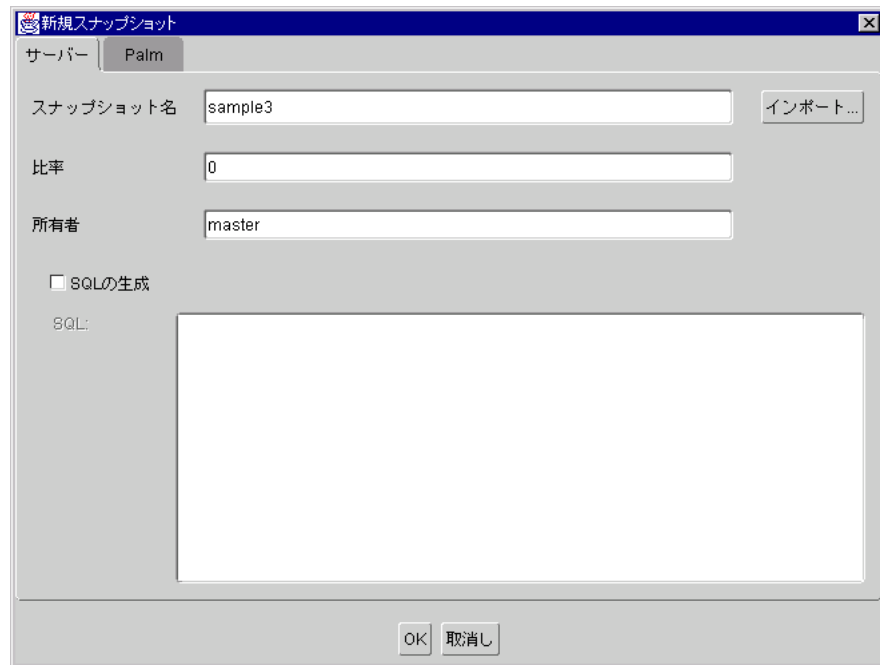 新規スナップショット
サーバー Palm
スナップショット名 sample3 インポート...
比率 0
所有者 master
SQLの生成
SQL:
OK 取消し